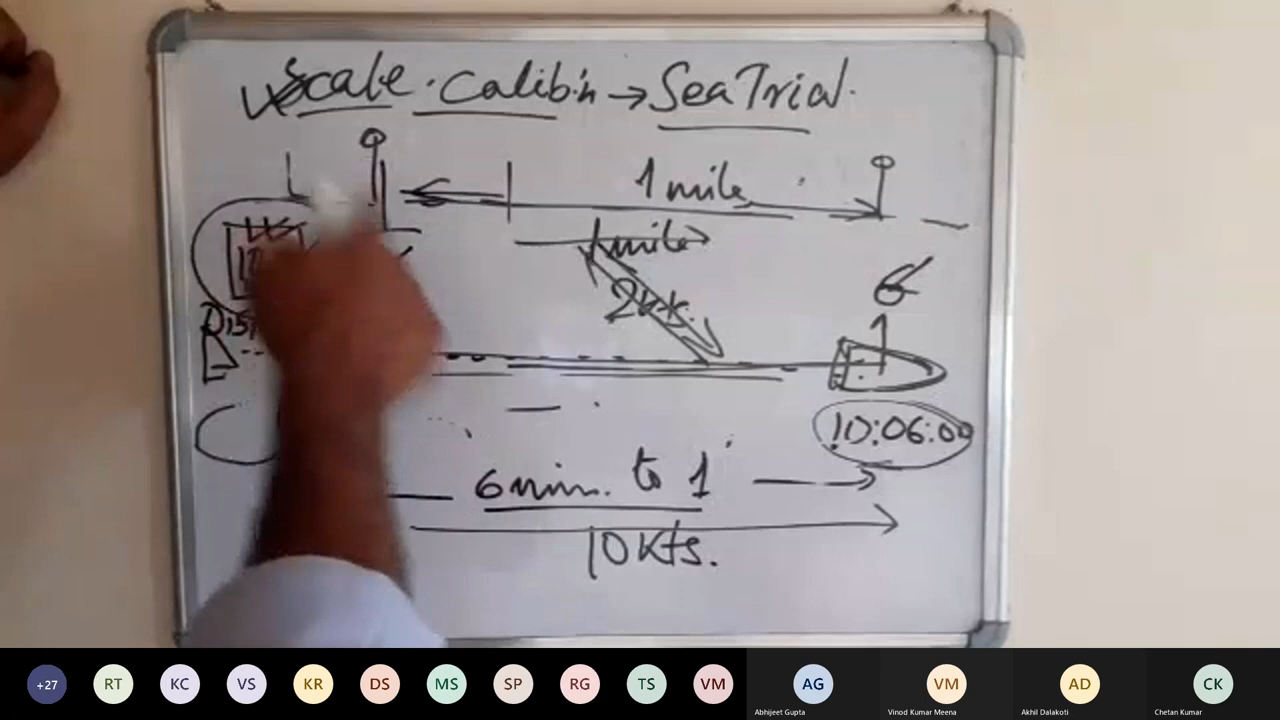 Scale. Calib'n → Sea Trial.
1 mile
1 mile
6
10:06:00
6 min. to 1
10 Kts.
+27 RT KC VS KR DS MS SP RG TS VM AG VM AD CK
Abhijeet Gupta Vinod Kumar Meena Akhil Dalakoti Chetan Kumar